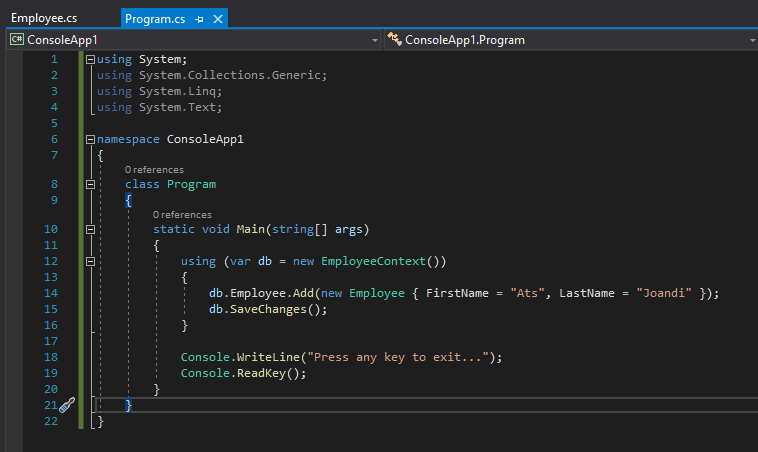 Employee.cs Program.cs
C# ConsoleApp1 ConsoleApp1.Program
1 using System;
2 using System.Collections.Generic;
3 using System.Linq;
4 using System.Text;
5
6 namespace ConsoleApp1
7 {
0 references
8 class Program
9 {
0 references
10 static void Main(string[] args)
11 {
12 using (var db = new EmployeeContext())
13 {
14 db.Employee.Add(new Employee { FirstName = "Ats", LastName = "Joandi" });
15 db.SaveChanges();
16 }
17
18 Console.WriteLine("Press any key to exit...");
19 Console.ReadKey();
20 }
21 }
22 }